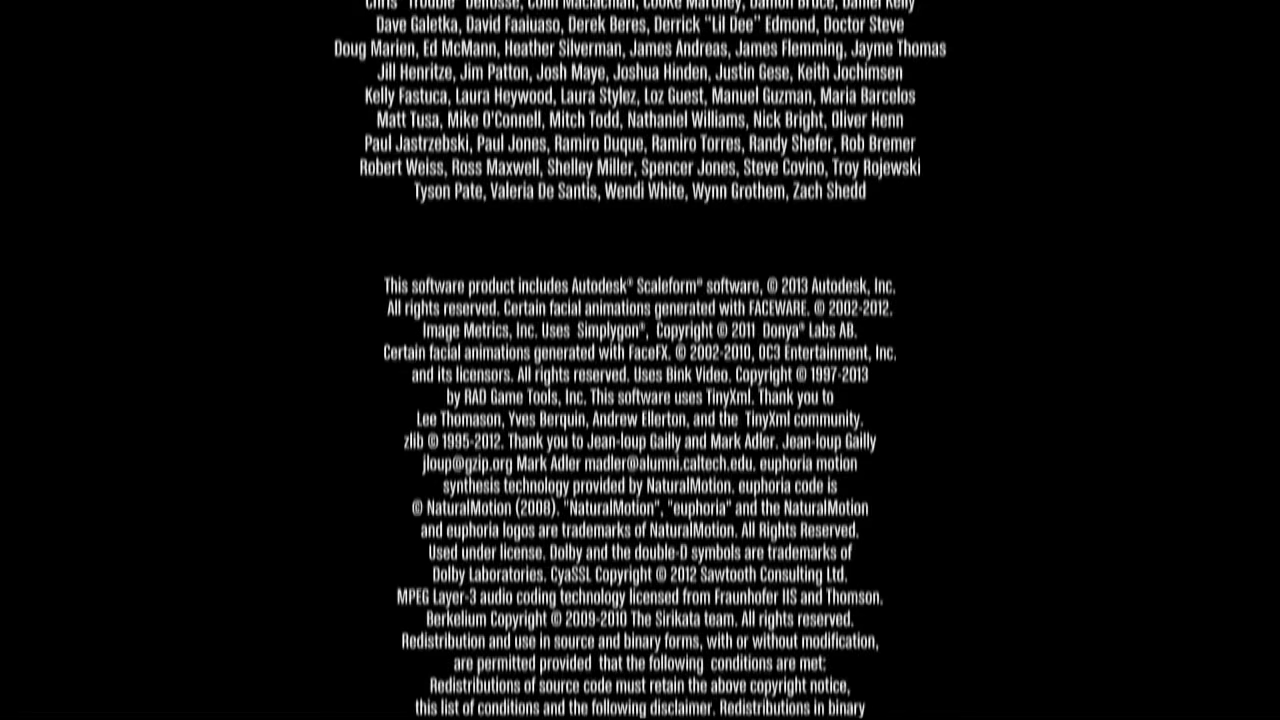 Chris "Trouble" Delfosse, Colin Maclachlan, Cooke Maroney, Damon Bruce, Daniel Kelly
Dave Galetka, David Faaiuaso, Derek Beres, Derrick "Lil Dee" Edmond, Doctor Steve
Doug Marien, Ed McMann, Heather Silverman, James Andreas, James Flemming, Jayme Thomas
Jill Henritze, Jim Patton, Josh Maye, Joshua Hinden, Justin Gese, Keith Jochimsen
Kelly Fastuca, Laura Heywood, Laura Stylez, Loz Guest, Manuel Guzman, Maria Barcelos
Matt Tusa, Mike O'Connell, Mitch Todd, Nathaniel Williams, Nick Bright, Oliver Henn
Paul Jastrzebski, Paul Jones, Ramiro Duque, Ramiro Torres, Randy Shefer, Rob Bremer
Robert Weiss, Ross Maxwell, Shelley Miller, Spencer Jones, Steve Covino, Troy Rojewski
Tyson Pate, Valeria De Santis, Wendi White, Wynn Grothem, Zach Shedd
This software product includes Autodesk® Scaleform® software, © 2013 Autodesk, Inc.
All rights reserved. Certain facial animations generated with FACEWARE. © 2002-2012.
Image Metrics, Inc. Uses Simplygon®, Copyright © 2011 Donya® Labs AB.
Certain facial animations generated with FaceFX. © 2002-2010, OC3 Entertainment, Inc.
and its licensors. All rights reserved. Uses Bink Video. Copyright © 1997-2013
by RAD Game Tools, Inc. This software uses TinyXml. Thank you to
Lee Thomason, Yves Berquin, Andrew Ellerton, and the TinyXml community.
zlib © 1995-2012. Thank you to Jean-loup Gailly and Mark Adler. Jean-loup Gailly
jloup@gzip.org Mark Adler madler@alumni.caltech.edu. euphoria motion
synthesis technology provided by NaturalMotion. euphoria code is
© NaturalMotion (2008). "NaturalMotion", "euphoria" and the NaturalMotion
and euphoria logos are trademarks of NaturalMotion. All Rights Reserved.
Used under license. Dolby and the double-D symbols are trademarks of
Dolby Laboratories. CyaSSL Copyright © 2012 Sawtooth Consulting Ltd.
MPEG Layer-3 audio coding technology licensed from Fraunhofer IIS and Thomson.
Berkelium Copyright © 2009-2010 The Sirikata team. All rights reserved.
Redistribution and use in source and binary forms, with or without modification,
are permitted provided that the following conditions are met:
Redistributions of source code must retain the above copyright notice,
this list of conditions and the following disclaimer. Redistributions in binary